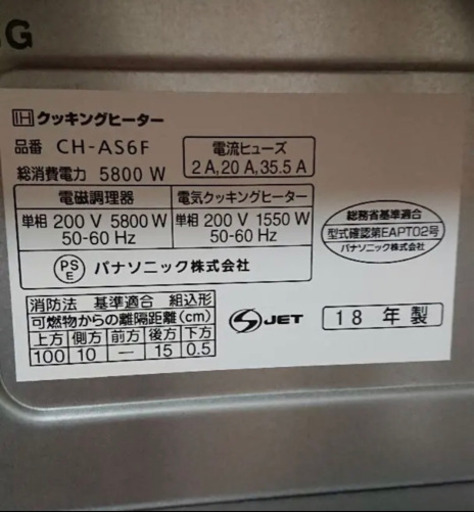 GG
IHクッキングヒーター
品番 CH-AS6F
総消費電力 5800 W
電流ヒューズ
2 A,20 A,35.5 A
電磁調理器
単相 200 V 5800 W
50-60 Hz
電気クッキングヒーター
単相 200 V 1550 W
50-60 Hz
PSE パナソニック株式会社
総務省基準適合
型式確認第EAPT02号
パナソニック株式会社
消防法 基準適合 組込形
可燃物からの離隔距離(cm)
上方 側方 前方 後方 下方
100 10 — 15 0.5
JET
18 年 製